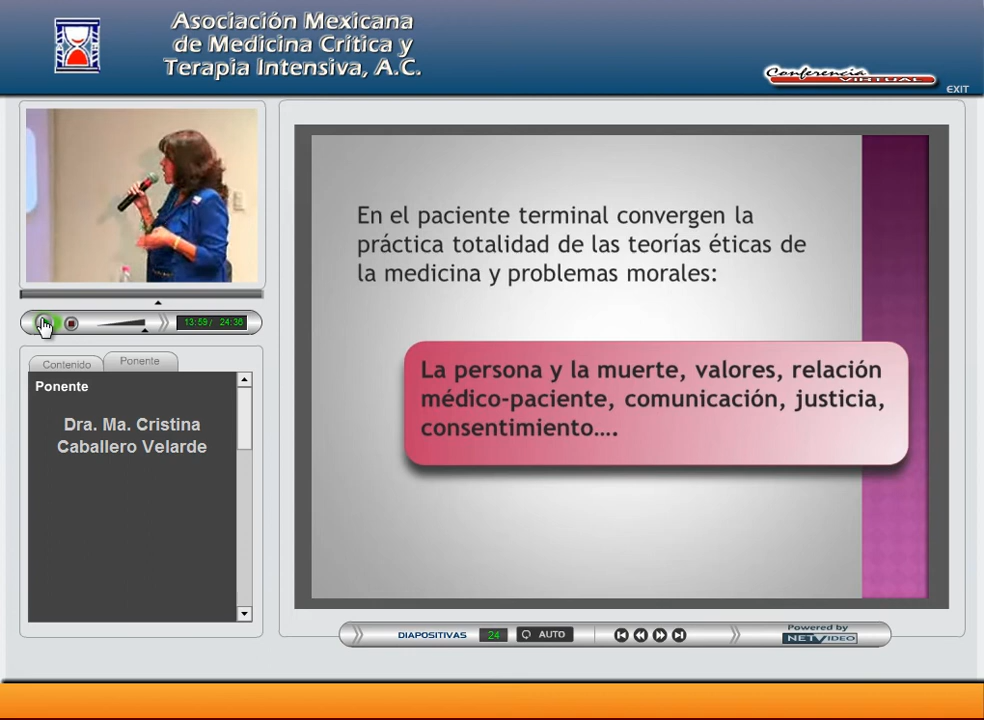 Asociación Mexicana
de Medicina Crítica y
Terapia Intensiva, A.C.
Conferencia
VIRTUAL
EXIT
13:59/ 24:36
Contenido
Ponente
Ponente
Dra. Ma. Cristina
Caballero Velarde
En el paciente terminal convergen la
práctica totalidad de las teorías éticas de
la medicina y problemas morales:
La persona y la muerte, valores, relación
médico-paciente, comunicación, justicia,
consentimiento....
DIAPOSITIVAS 24 AUTO
Powered by
NETVIDEO